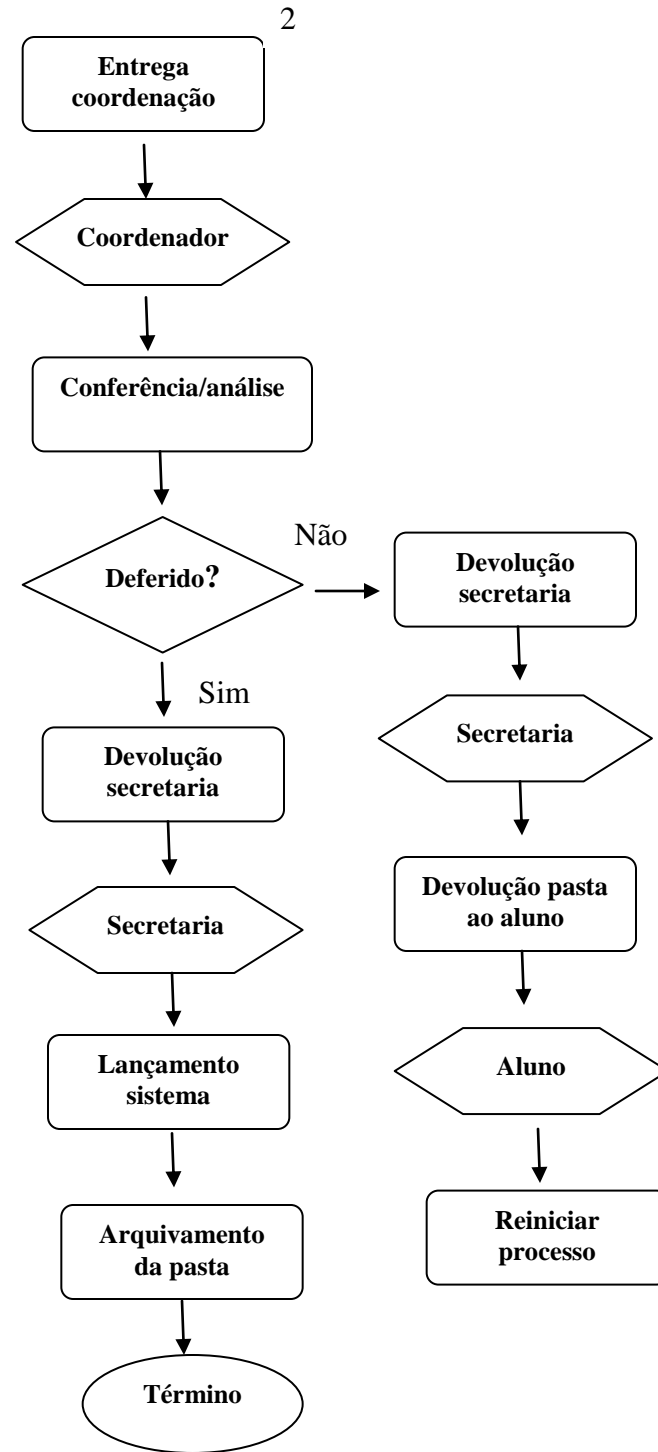 2
Entrega
coordenação
Coordenador
Conferência/análise
Deferido?
Não
Devolução
secretaria
Sim
Devolução
secretaria
Secretaria
Secretaria
Devolução pasta
ao aluno
Lançamento
sistema
Aluno
Arquivamento
da pasta
Reiniciar
processo
Término